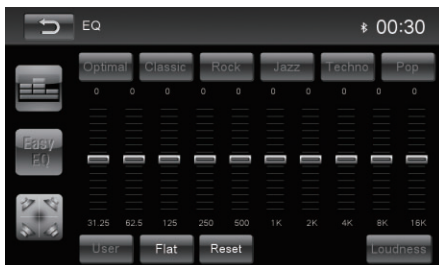 EQ 00:30
Optimal Classic Rock Jazz Techno Pop
0 0 0 0 0 0 0 0 0 0
Easy
EQ
31.25 62.5 125 250 500 1K 2K 4K 8K 16K
User Flat Reset Loudness